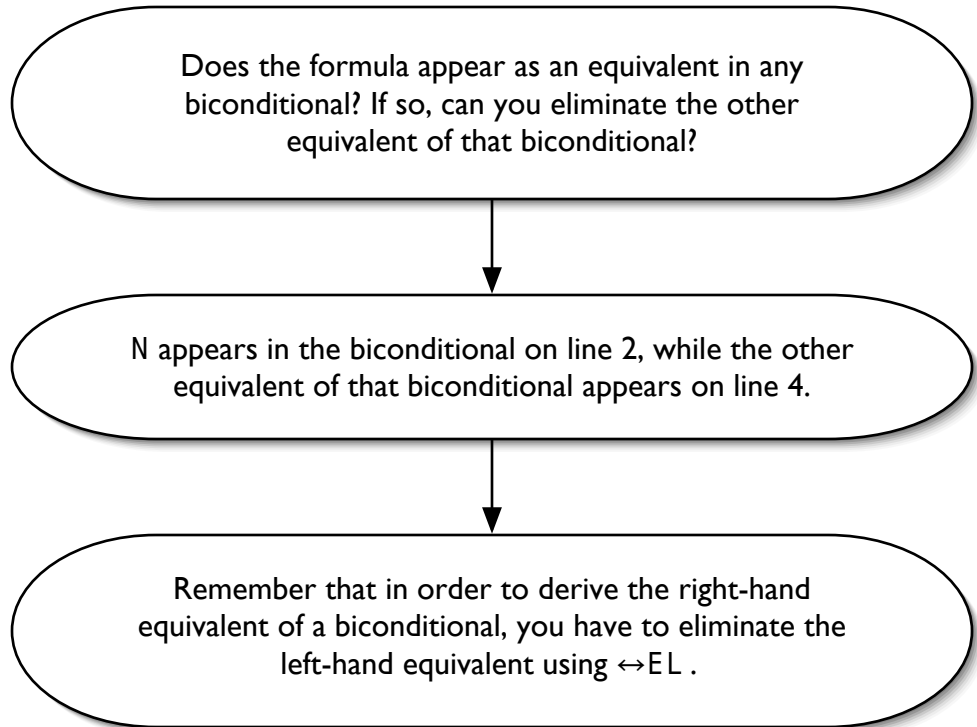 Does the formula appear as an equivalent in any
biconditional? If so, can you eliminate the other
equivalent of that biconditional?
N appears in the biconditional on line 2, while the other
equivalent of that biconditional appears on line 4.
Remember that in order to derive the right-hand
equivalent of a biconditional, you have to eliminate the
left-hand equivalent using ↔EL .